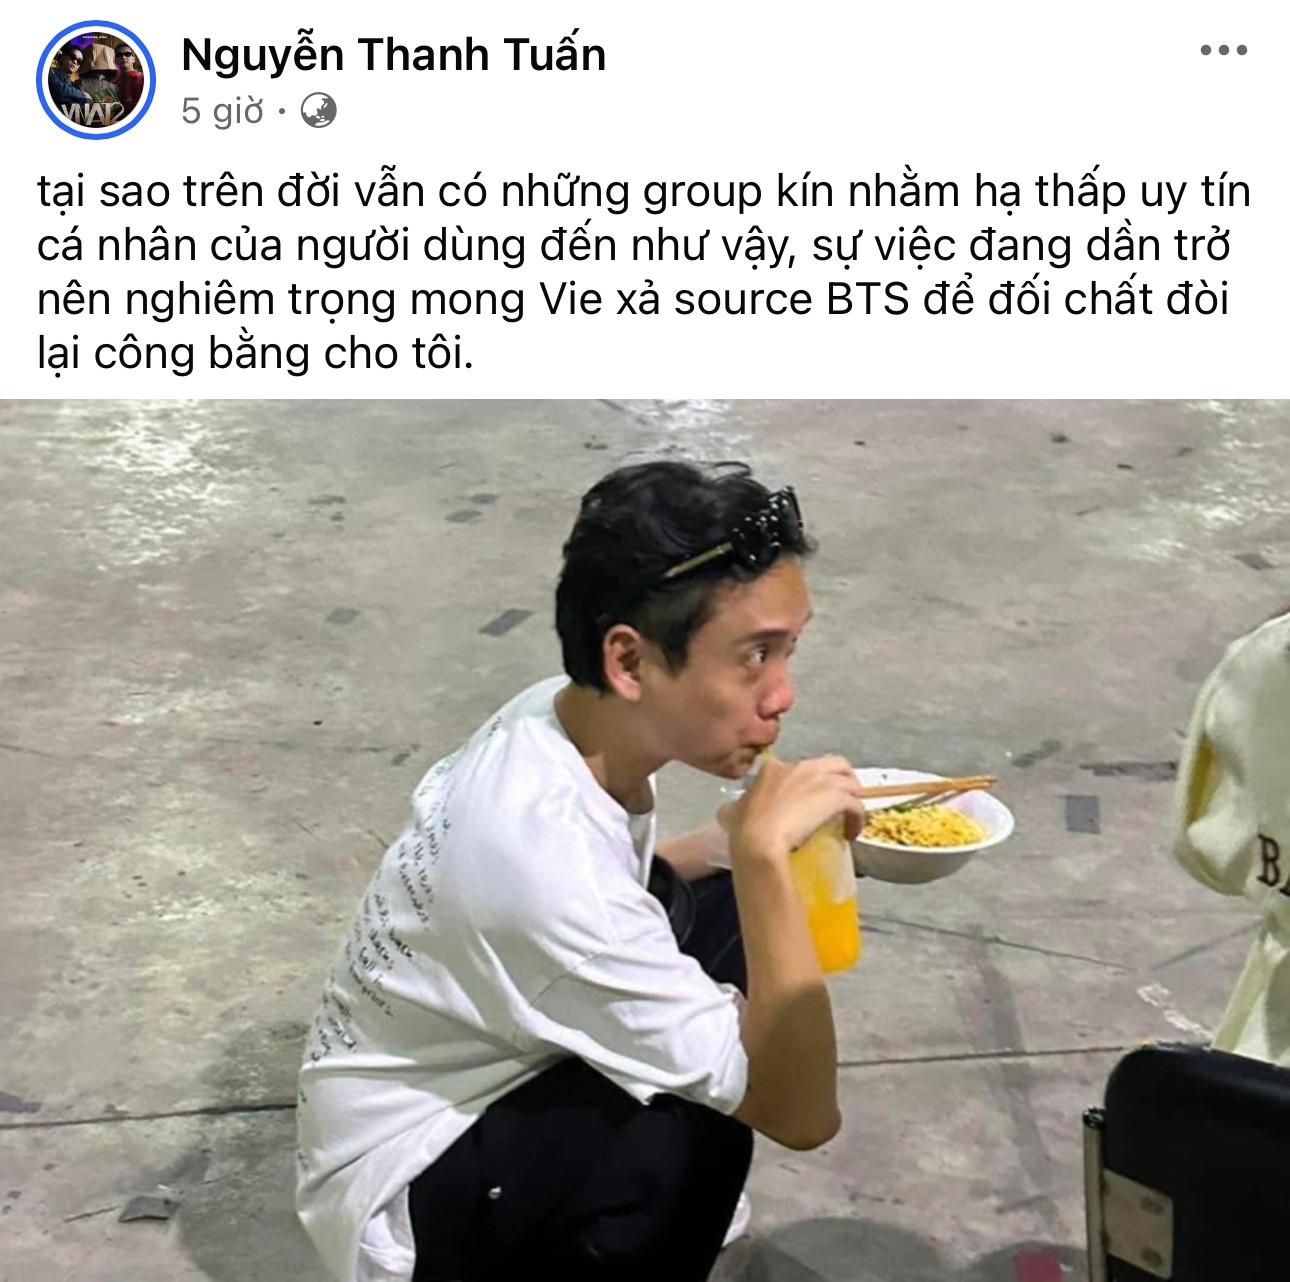 Nguyễn Thanh Tuấn
5 giờ ·
tại sao trên đời vẫn có những group kín nhằm hạ thấp uy tín
cá nhân của người dùng đến như vậy, sự việc đang dần trở
nên nghiêm trọng mong Vie xả source BTS để đối chất đòi
lại công bằng cho tôi.